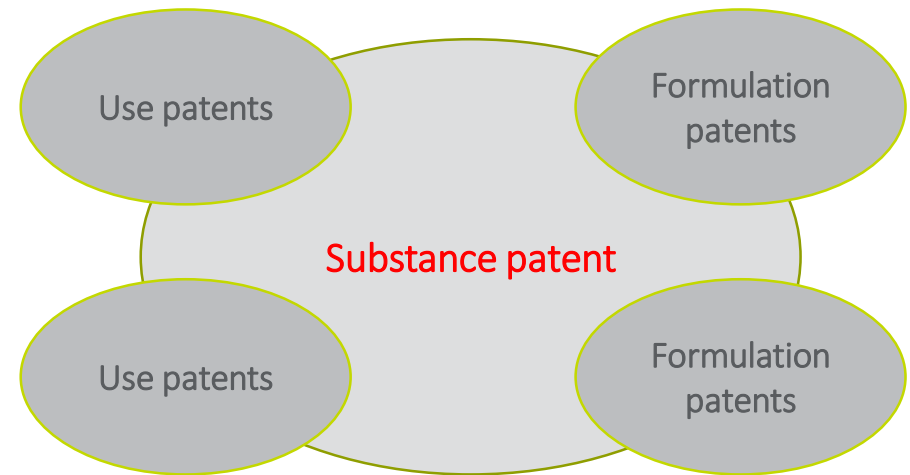 Use patents
Formulation
patents
Substance patent
Use patents
Formulation
patents